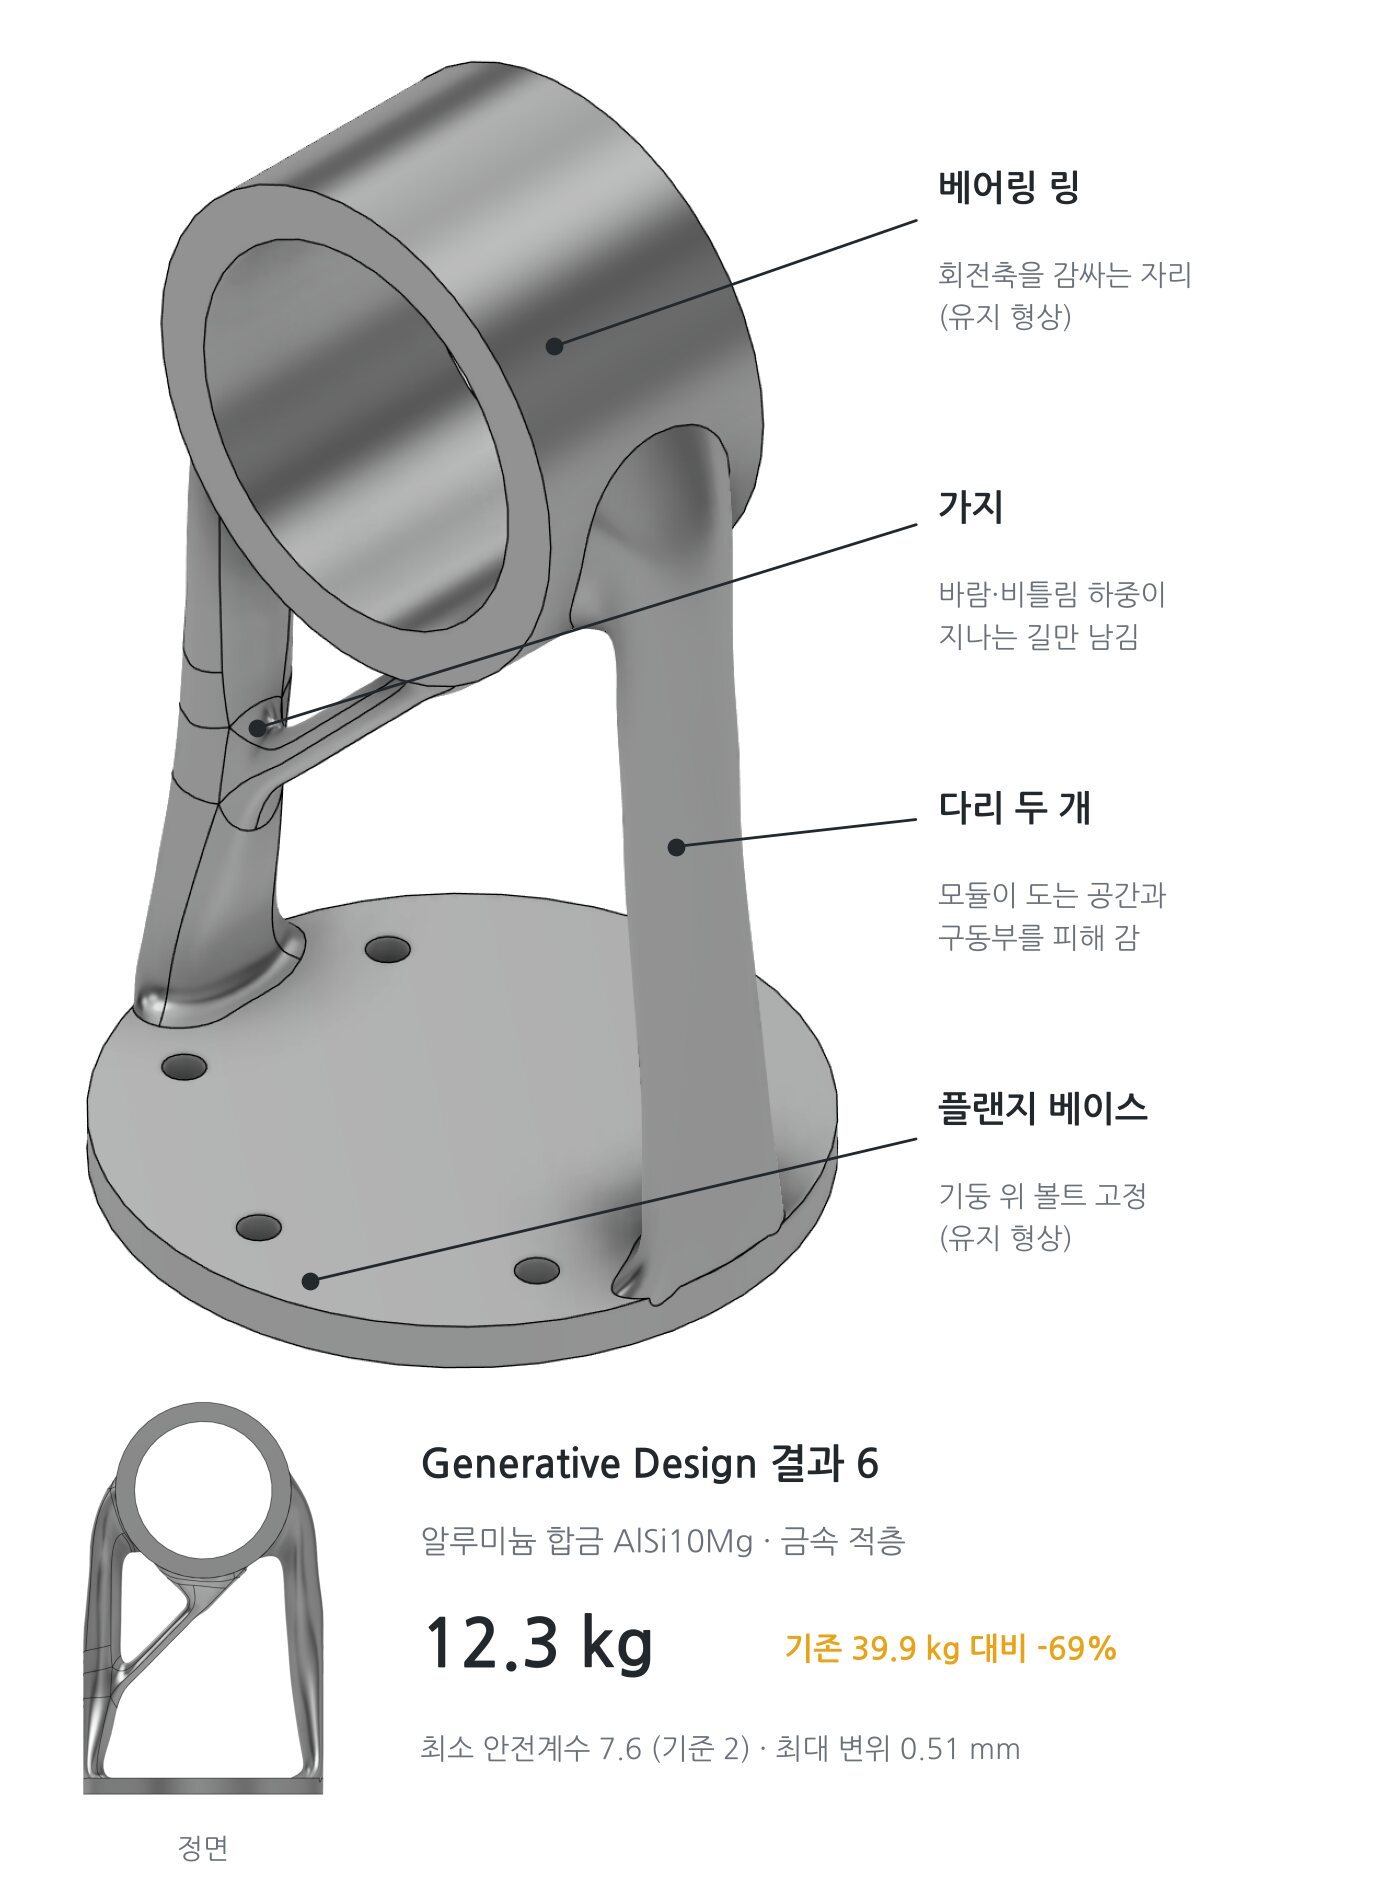 베어링 링
회전축을 감싸는 자리
(유지 형상)
가지
바람·비틀림 하중이
지나는 길만 남김
다리 두 개
모듈이 도는 공간과
구동부를 피해 감
플랜지 베이스
기둥 위 볼트 고정
(유지 형상)
Generative Design 결과 6
알루미늄 합금 AlSi10Mg · 금속 적층
12.3 kg
기존 39.9 kg 대비 -69%
최소 안전계수 7.6 (기준 2) · 최대 변위 0.51 mm
정면